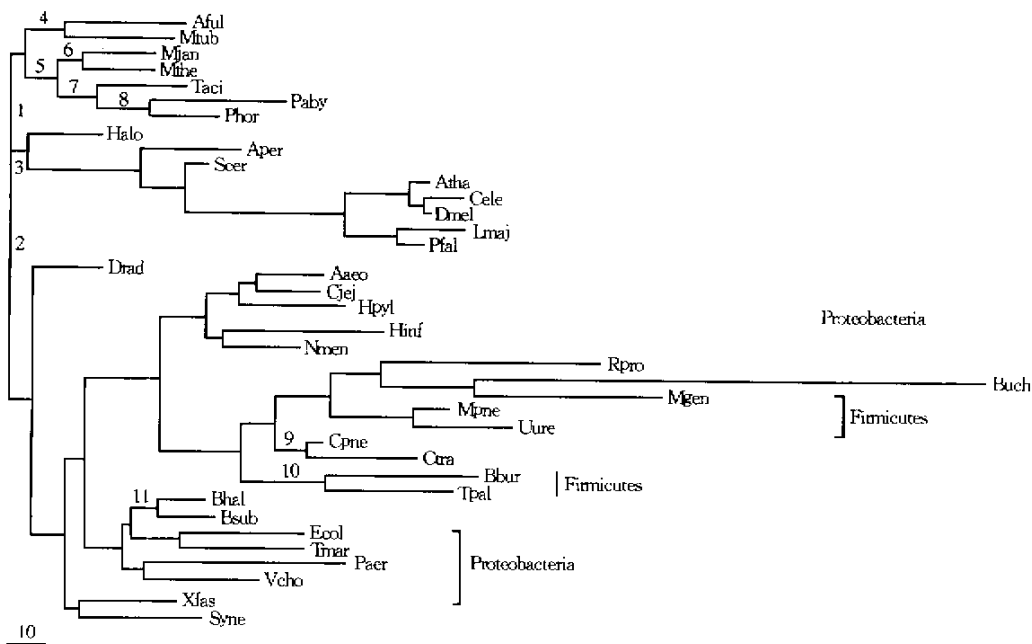 4
Aful
Mtub
6
Mjan
5
Mthe
7
Taci
8
Paby
1
Phor
Halo
Aper
3
Scer
Atha
Cele
Dmel
Lmaj
2
Pfal
Drad
Aaeo
Cjej
Hpyl
Proteobacteria
Hinf
Nmen
Rpro
Buch
Mgen
Mpne
Firmicutes
Uure
9
Cpne
Ctra
10
Bbur
Firmicutes
Tpal
11
Bhal
Bsub
Ecol
Tmar
Paer
Proteobacteria
Vcho
Xfas
Syne
10